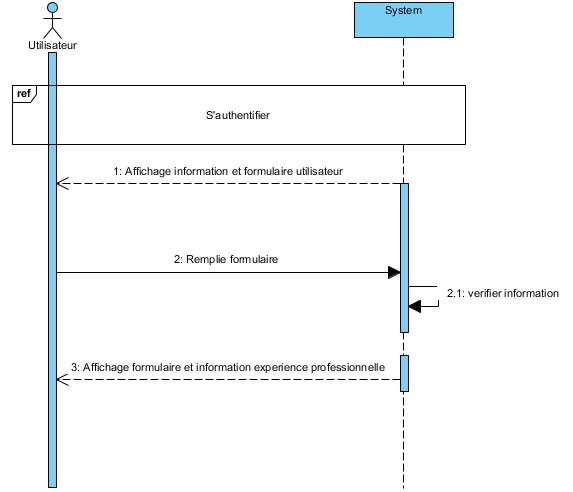 System
Utilisateur
ref
S'authentifier
1: Affichage information et formulaire utilisateur
2: Remplie formulaire
2.1: verifier information
3: Affichage formulaire et information experience professionnelle